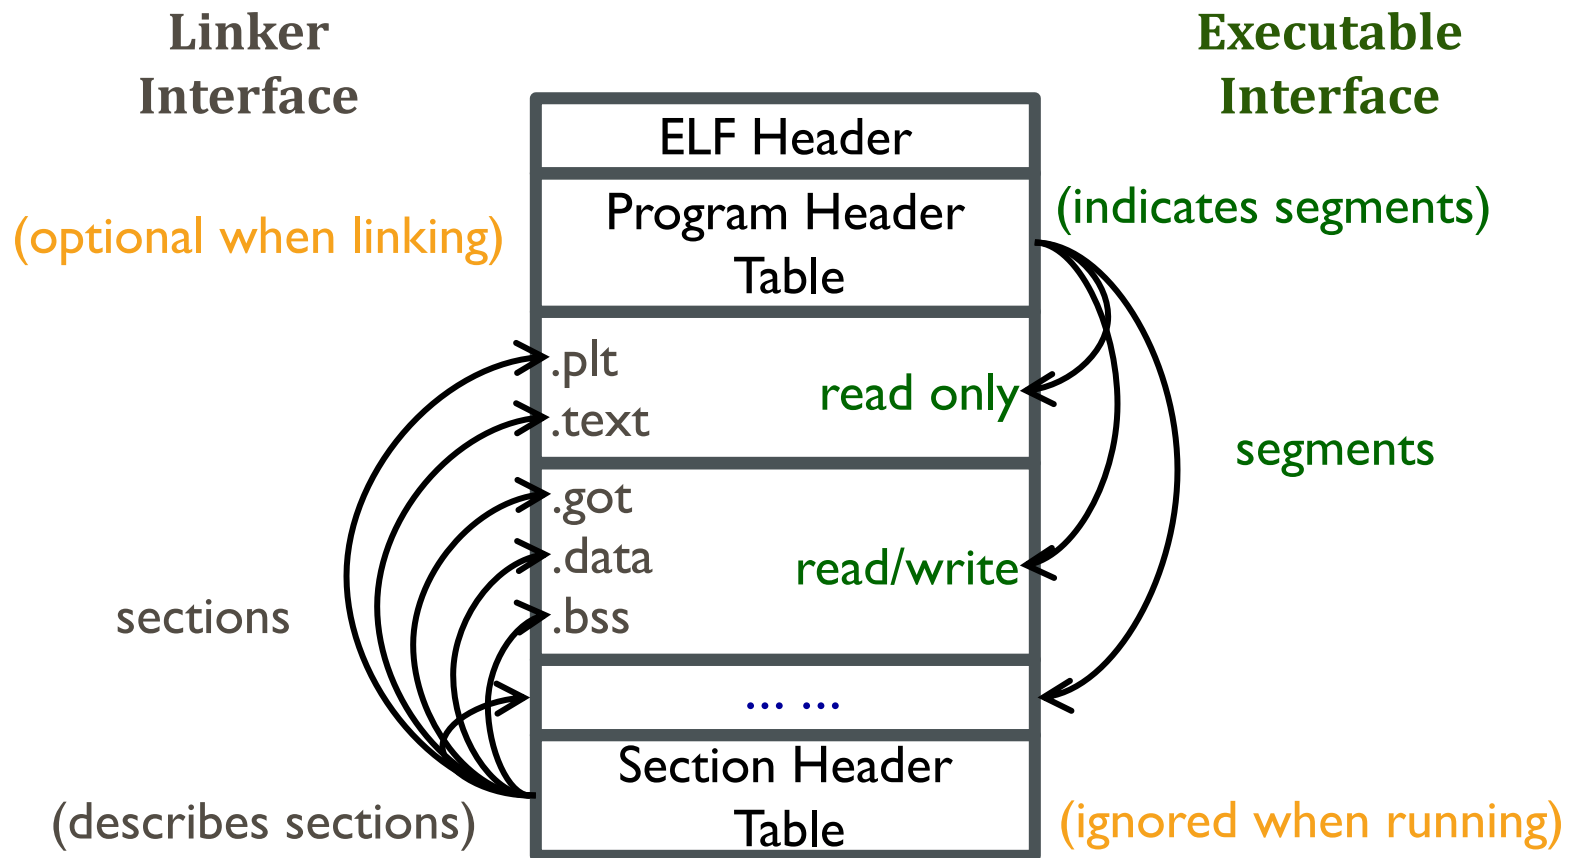 Linker
Interface
Executable
Interface
ELF Header
(optional when linking)
Program Header
Table
(indicates segments)
.plt
.text
read only
segments
.got
.data
.bss
read/write
sections
... ...
(describes sections)
Section Header
Table
(ignored when running)